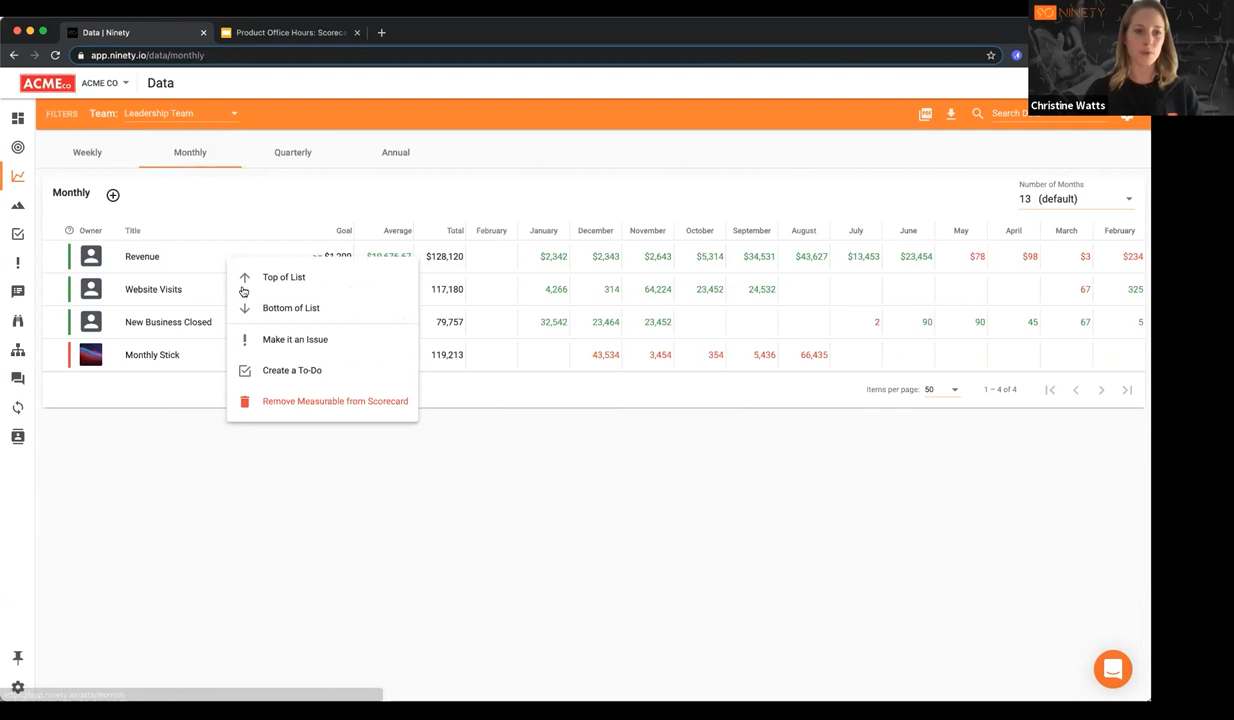 Data | Ninety
Product Office Hours: Scoreca
app.ninety.io/data/monthly
NINETY
Christine Watts
ACMEco ACME CO Data
FILTERS Team: Leadership Team Search D
Weekly Monthly Quarterly Annual
Monthly
Number of Months
13 (default)
Owner Title Goal Average Total February January December November October September August July June May April March February
Revenue $128,120 $2,342 $2,343 $2,643 $5,314 $34,531 $43,627 $13,453 $23,454 $78 $98 $3 $234
Website Visits 117,180 4,266 314 64,224 23,452 24,532 67 325
New Business Closed 79,757 32,542 23,464 23,452 2 90 90 45 67 5
Monthly Stick 119,213 43,534 3,454 354 5,436 66,435
Top of List
Bottom of List
Make it an Issue
Create a To-Do
Remove Measurable from Scorecard
Items per page: 50 1 – 4 of 4
https://app.ninety.io/data/monthly